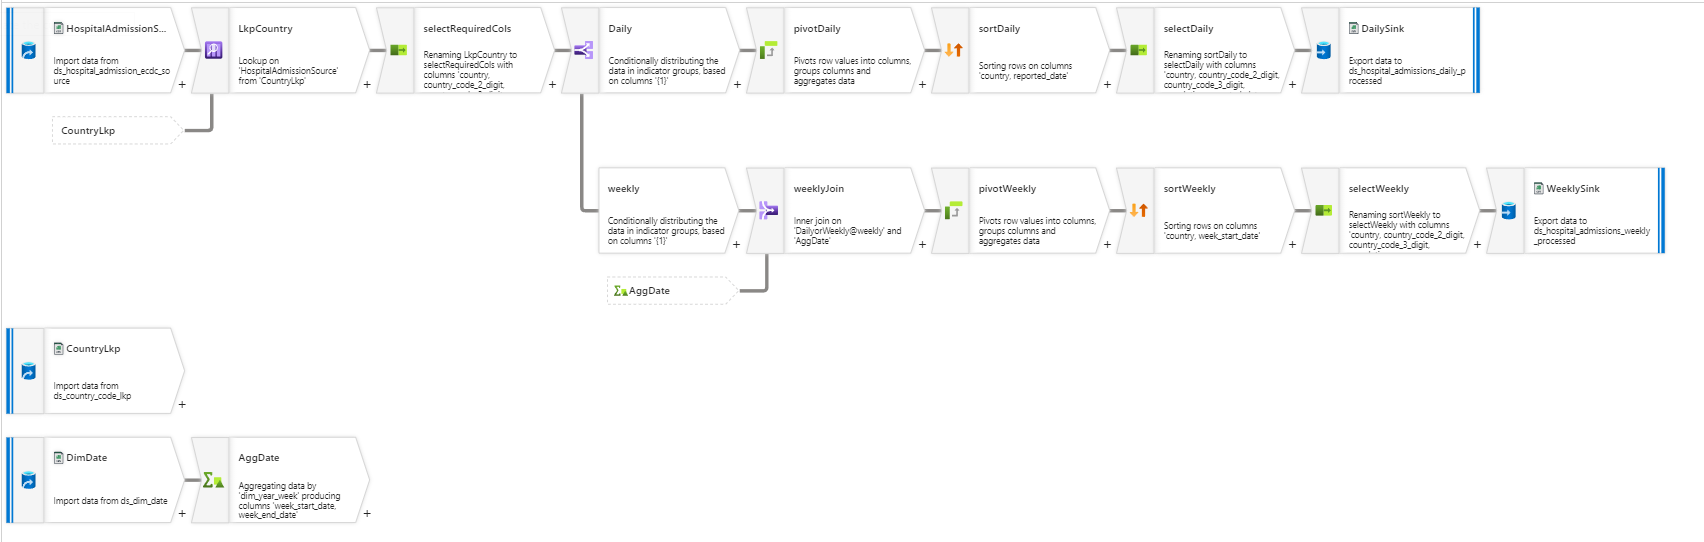 HospitalAdmissionS...
Import data from
ds_hospital_admission_ecdc_so
urce
+
LkpCountry
Lookup on
'HospitalAdmissionSource'
from 'CountryLkp'
+
selectRequiredCols
Renaming LkpCountry to
selectRequiredCols with
columns 'country,
country_code_2_digit,
+
Daily
Conditionally distributing the
data in indicator groups, based
on columns '{1}'
+
pivotDaily
Pivots row values into columns,
groups columns and
aggregates data
+
sortDaily
Sorting rows on columns
'country, reported_date'
+
selectDaily
Renaming sortDaily to
selectDaily with columns
'country, country_code_2_digit,
country_code_3_digit,
+
DailySink
Export data to
ds_hospital_admissions_daily_p
rocessed
CountryLkp
weekly
Conditionally distributing the
data in indicator groups, based
on columns '{1}'
+
weeklyJoin
Inner join on
'DailyorWeekly@weekly' and
'AggDate'
+
pivotWeekly
Pivots row values into columns,
groups columns and
aggregates data
+
sortWeekly
Sorting rows on columns
'country, week_start_date'
+
selectWeekly
Renaming sortWeekly to
selectWeekly with columns
'country, country_code_2_digit,
country_code_3_digit,
+
WeeklySink
Export data to
ds_hospital_admissions_weekly
_processed
AggDate
CountryLkp
Import data from
ds_country_code_lkp
+
DimDate
Import data from ds_dim_date
+
AggDate
Aggregating data by
'dim_year_week' producing
columns 'week_start_date,
week_end_date'
+